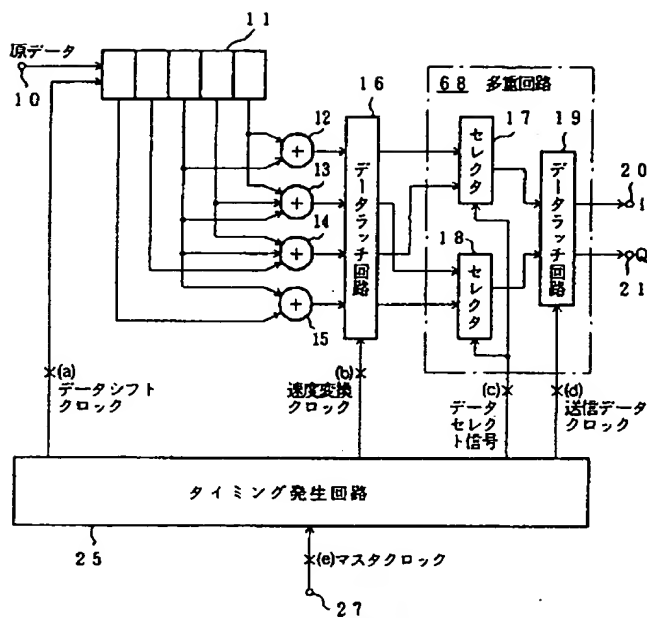 原データ
10
11
12
13
14
15
16
データラッチ回路
68 多重回路
セレクタ
17
セレクタ
18
19
データラッチ回路
20
I
Q
21
(a)
データシフト
クロック
(b)
速度変換
クロック
(c)
データ
セレク
ト信号
(d)
送信データ
クロック
タイミング発生回路
25
(e)マスタクロック
27